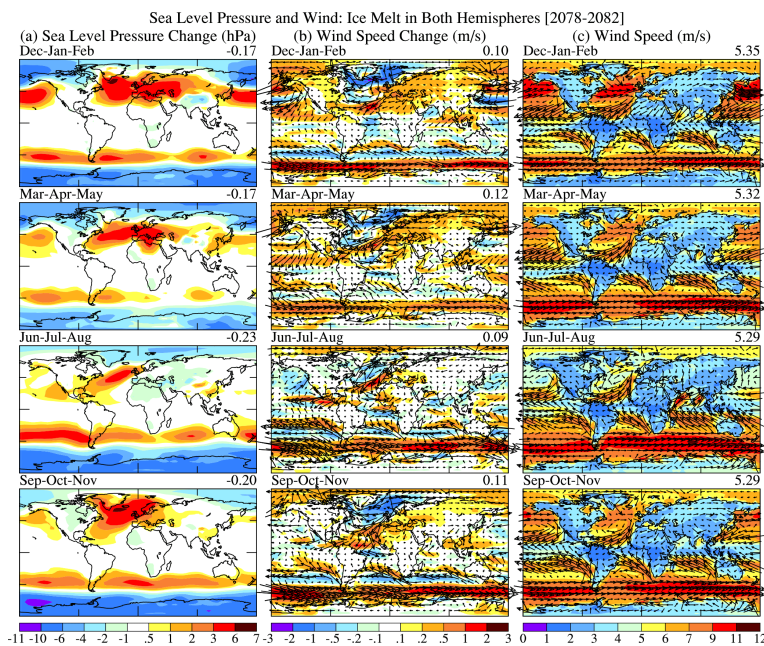 Sea Level Pressure and Wind: Ice Melt in Both Hemispheres [2078-2082]
(a) Sea Level Pressure Change (hPa) (b) Wind Speed Change (m/s) (c) Wind Speed (m/s)
Dec-Jan-Feb -0.17 Dec-Jan-Feb 0.10 Dec-Jan-Feb 5.35
Mar-Apr-May -0.17 Mar-Apr-May 0.12 Mar-Apr-May 5.32
Jun-Jul-Aug -0.23 Jun-Jul-Aug 0.09 Jun-Jul-Aug 5.29
Sep-Oct-Nov -0.20 Sep-Oct-Nov 0.11 Sep-Oct-Nov 5.29
-11 -10 -6 -4 -2 -1 .5 1 2 3 6 7 -3 -2 -1 -.5 -.2 -.1 .1 .2 .5 1 2 3 0 1 2 3 4 5 6 7 9 11 12